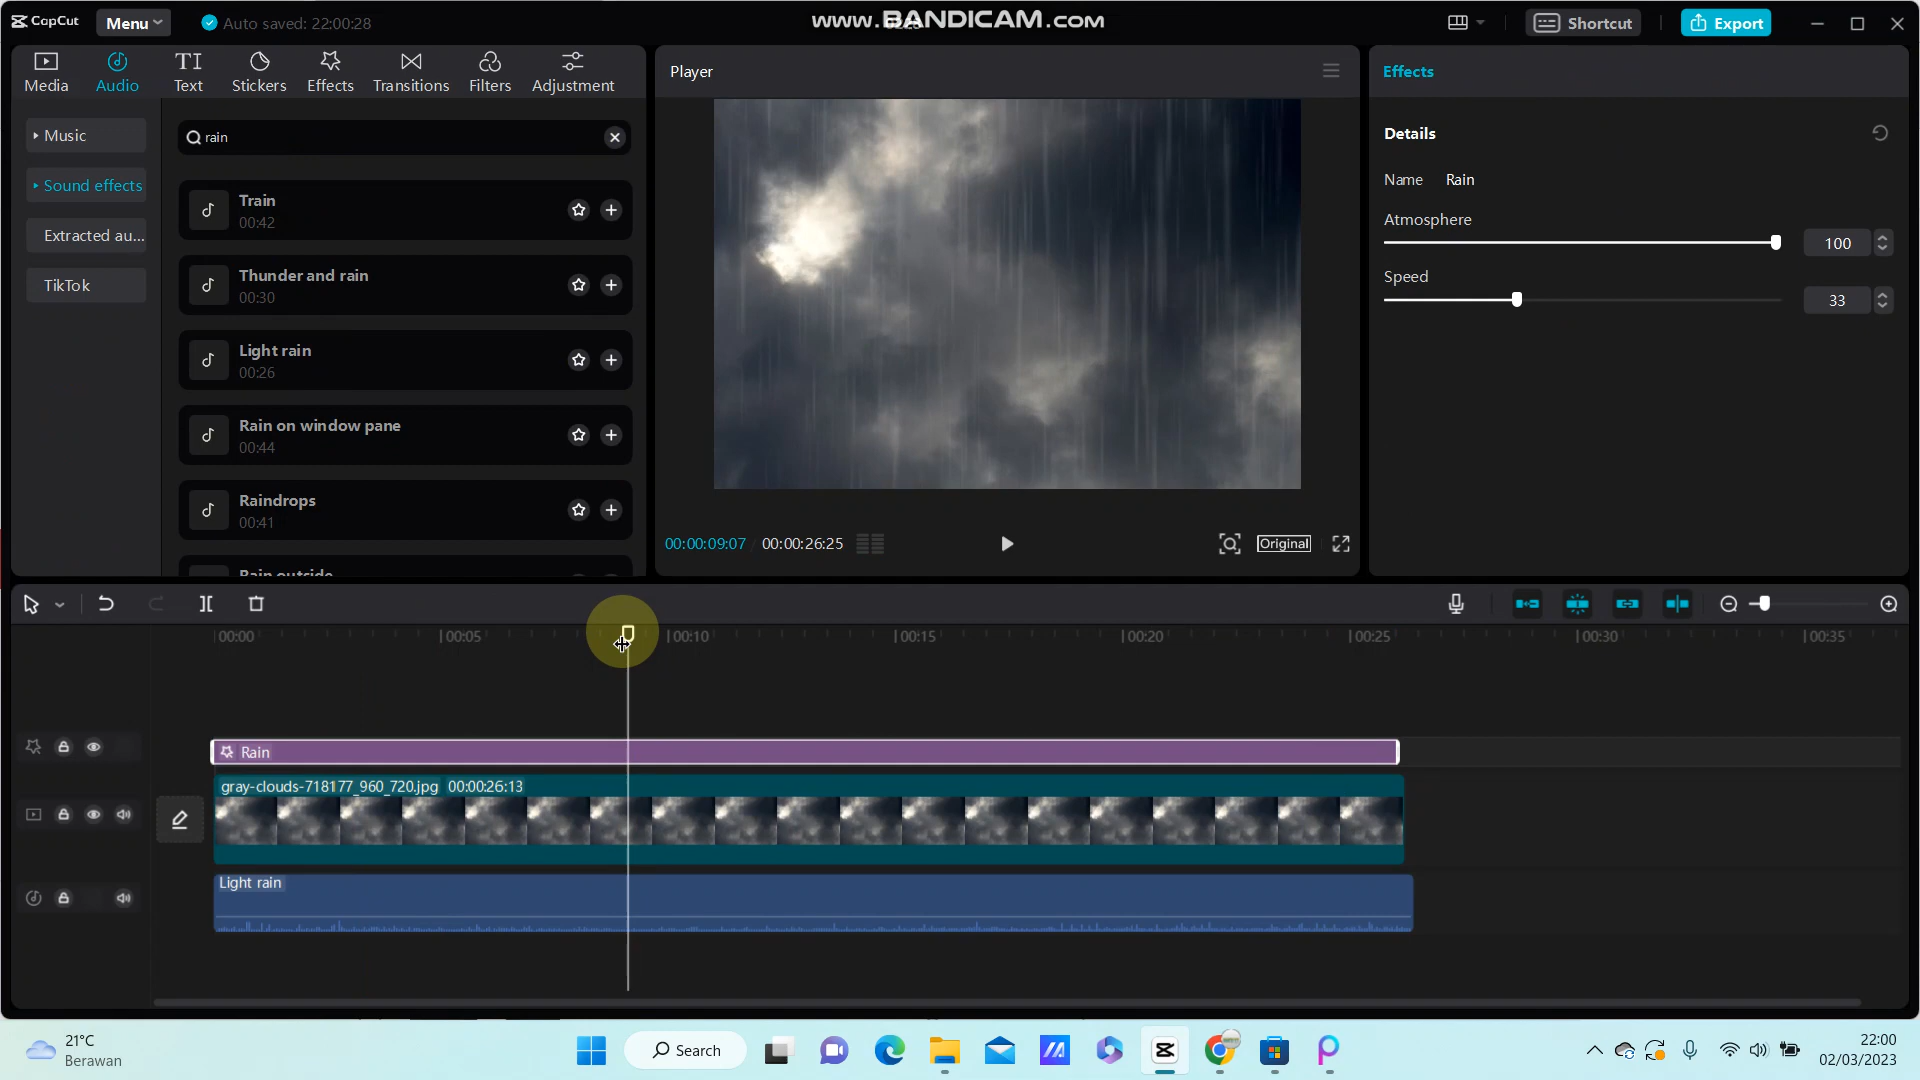 CapCut
Menu
Auto saved: 22:00:28
www.BANDICAM.com
Shortcut
Export
Media
Audio
Text
Stickers
Effects
Transitions
Filters
Adjustment
Player
Effects
Music
Sound effects
Extracted au...
TikTok
rain
Train
00:42
Thunder and rain
00:30
Light rain
00:26
Rain on window pane
00:44
Raindrops
00:41
Rain outside
00:00:09:07
00:00:26:25
Original
Details
Name Rain
Atmosphere
100
Speed
33
00:00
00:05
00:10
00:15
00:20
00:25
00:30
00:35
Rain
gray-clouds-718177_960_720.jpg 00:00:26:13
Light rain
21°C
Berawan
Search
22:00
02/03/2023